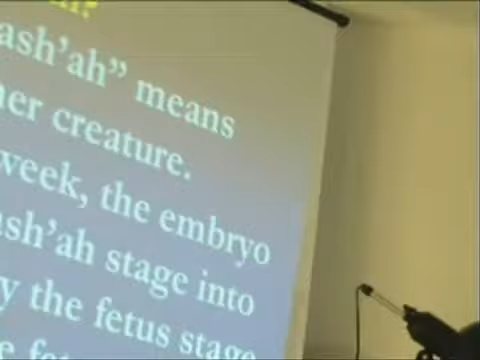 ash’ah” means
ner creature.
week, the embryo
ash’ah stage into
y the fetus stage